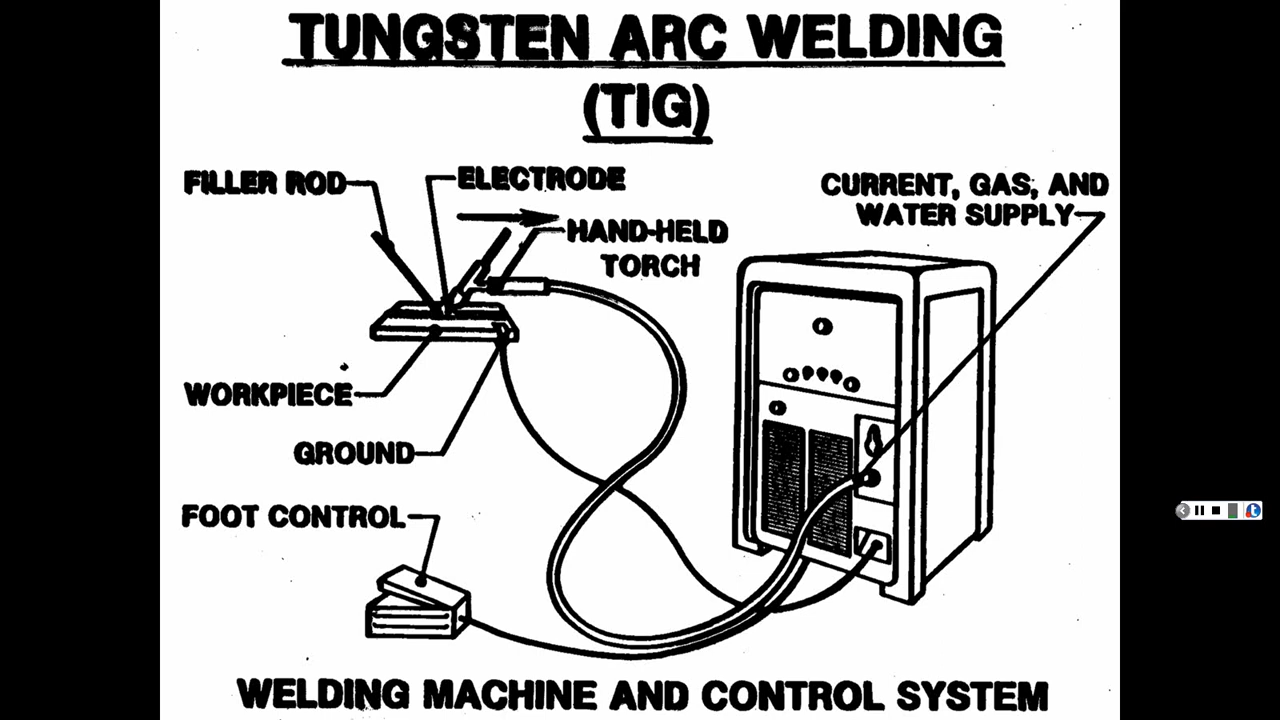 TUNGSTEN ARC WELDING
(TIG)
FILLER ROD
ELECTRODE
CURRENT, GAS, AND
WATER SUPPLY
HAND-HELD
TORCH
WORKPIECE
GROUND
FOOT CONTROL
WELDING MACHINE AND CONTROL SYSTEM